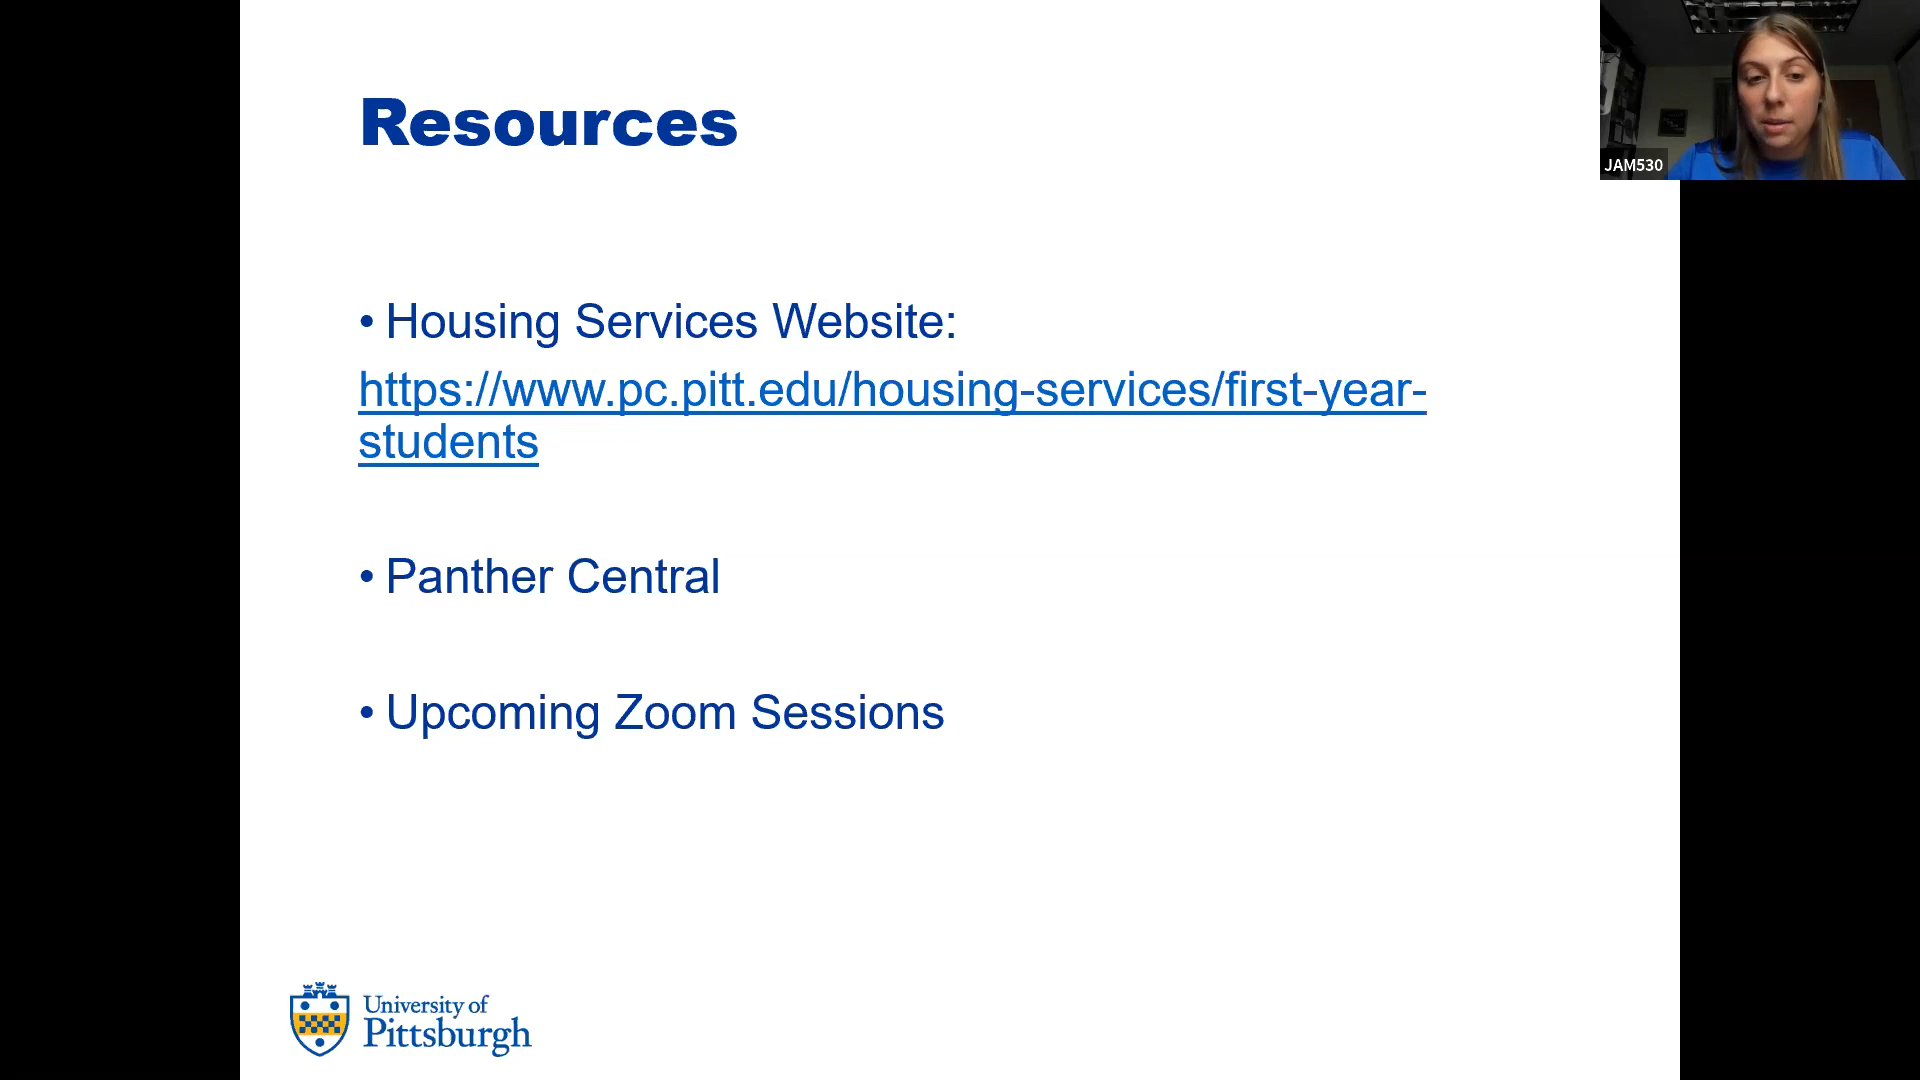 Resources
JAM530
• Housing Services Website:
https://www.pc.pitt.edu/housing-services/first-year-
students
• Panther Central
• Upcoming Zoom Sessions
University of
Pittsburgh